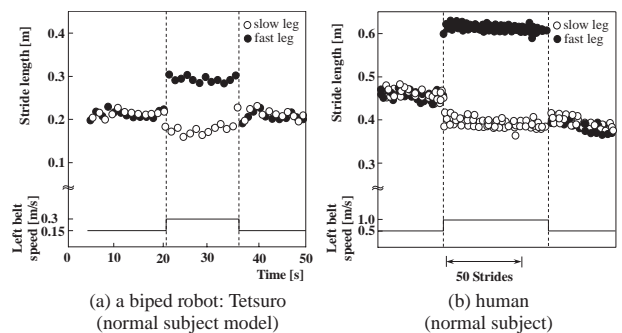 slow leg
fast leg
Stride length [m]
0.4
0.3
0.2
0.1
Left belt
speed [m/s]
0.3
0.15
0
10
20
30
40
50
Time [s]
(a) a biped robot: Tetsuro
(normal subject model)
slow leg
fast leg
Stride length [m]
0.6
0.5
0.4
0.3
Left belt
speed [m/s]
1.0
0.5
50 Strides
(b) human
(normal subject)